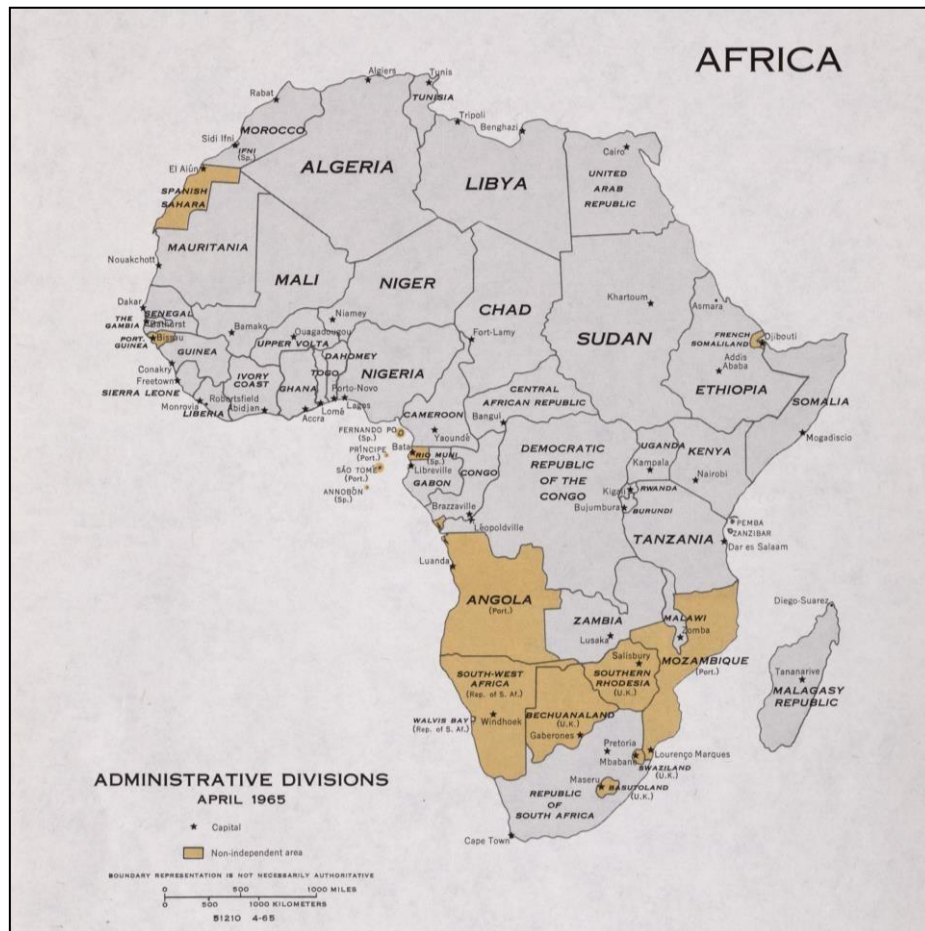 AFRICA
Algiers
Tunis
Rabat
TUNISIA
Tripoli
MOROCCO
Benghazi
Sidi Ifni
IFNI
(Sp.)
Cairo
El Aiún
ALGERIA
LIBYA
UNITED
ARAB
REPUBLIC
SPANISH
SAHARA
MAURITANIA
Nouakchott
MALI
NIGER
CHAD
Khartoum
Asmara
Dakar
SENEGAL
THE
GAMBIA
Bathurst
Niamey
SUDAN
PORT.
GUINEA
Bissau
Bamako
Ouagadougou
UPPER VOLTA
Fort-Lamy
FRENCH
SOMALILAND
Djibouti
GUINEA
DAHOMEY
Addis
Ababa
Conakry
Freetown
SIERRA LEONE
IVORY
COAST
GHANA
TOGO
NIGERIA
ETHIOPIA
Robertsfield
Monrovia
LIBERIA
Abidjan
Accra
Lomé
Porto-Novo
Lagos
CENTRAL
AFRICAN REPUBLIC
SOMALIA
CAMEROON
Bangui
FERNANDO PO
(Sp.)
Yaoundé
Mogadiscio
PRÍNCIPE
(Port.)
Bata
RIO MUNI
(Sp.)
DEMOCRATIC
REPUBLIC
OF THE
CONGO
UGANDA
KENYA
Kampala
SÃO TOMÉ
(Port.)
Libreville
GABON
CONGO
Nairobi
ANNOBÓN
(Sp.)
Kigali
RWANDA
Brazzaville
Bujumbura
BURUNDI
Léopoldville
TANZANIA
PEMBA
ZANZIBAR
Dar es Salaam
Luanda
ANGOLA
(Port.)
ZAMBIA
Lusaka
MALAWI
Zomba
Diego-Suarez
Salisbury
MOZAMBIQUE
(Port.)
SOUTH-WEST
AFRICA
(Rep. of S. Af.)
SOUTHERN
RHODESIA
(U.K.)
Tananarive
MALAGASY
REPUBLIC
WALVIS BAY
(Rep. of S. Af.)
Windhoek
BECHUANALAND
(U.K.)
Gaberones
Pretoria
Mbabane
Lourenço Marques
SWAZILAND
(U.K.)
Maseru
BASUTOLAND
(U.K.)
REPUBLIC
OF
SOUTH AFRICA
Cape Town
ADMINISTRATIVE DIVISIONS
APRIL 1965
Capital
Non-independent area
BOUNDARY REPRESENTATION IS NOT NECESSARILY AUTHORITATIVE
0 500 1000 MILES
0 500 1000 KILOMETERS
51210 4-65